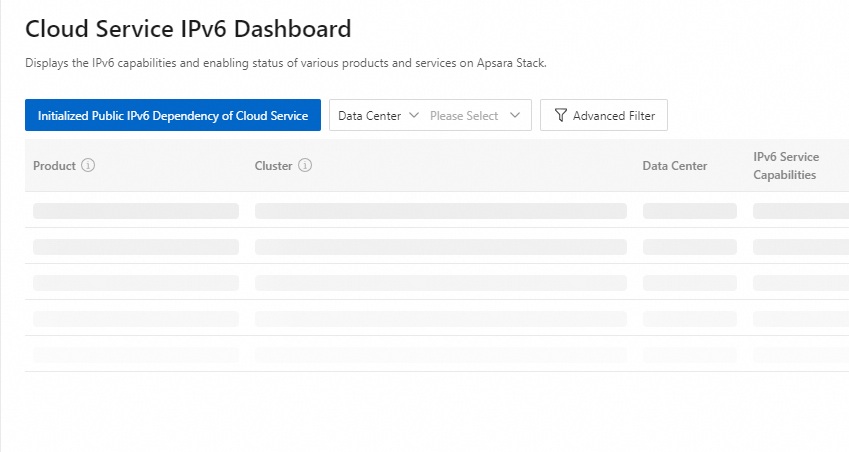 Cloud Service IPv6 Dashboard
Displays the IPv6 capabilities and enabling status of various products and services on Apsara Stack.
Initialized Public IPv6 Dependency of Cloud Service Data Center Please Select Advanced Filter
Product Cluster Data Center IPv6 Service
Capabilities